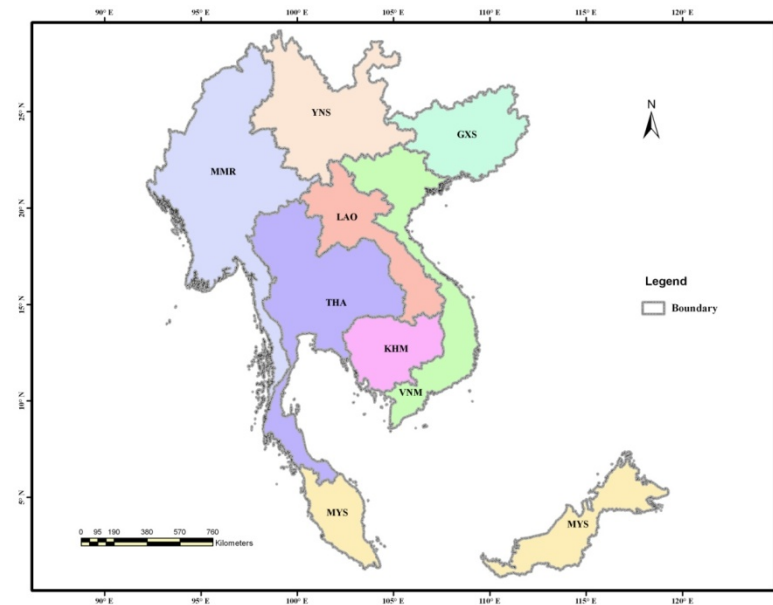 90° E 95° E 100° E 105° E 110° E 115° E 120° E
25° N
20° N
15° N
10° N
5° N
YNS
GXS
MMR
LAO
THA
KHM
VNM
MYS
MYS
N
Legend
Boundary
0 95 190 380 570 760
Kilometers
90° E 95° E 100° E 105° E 110° E 115° E 120° E